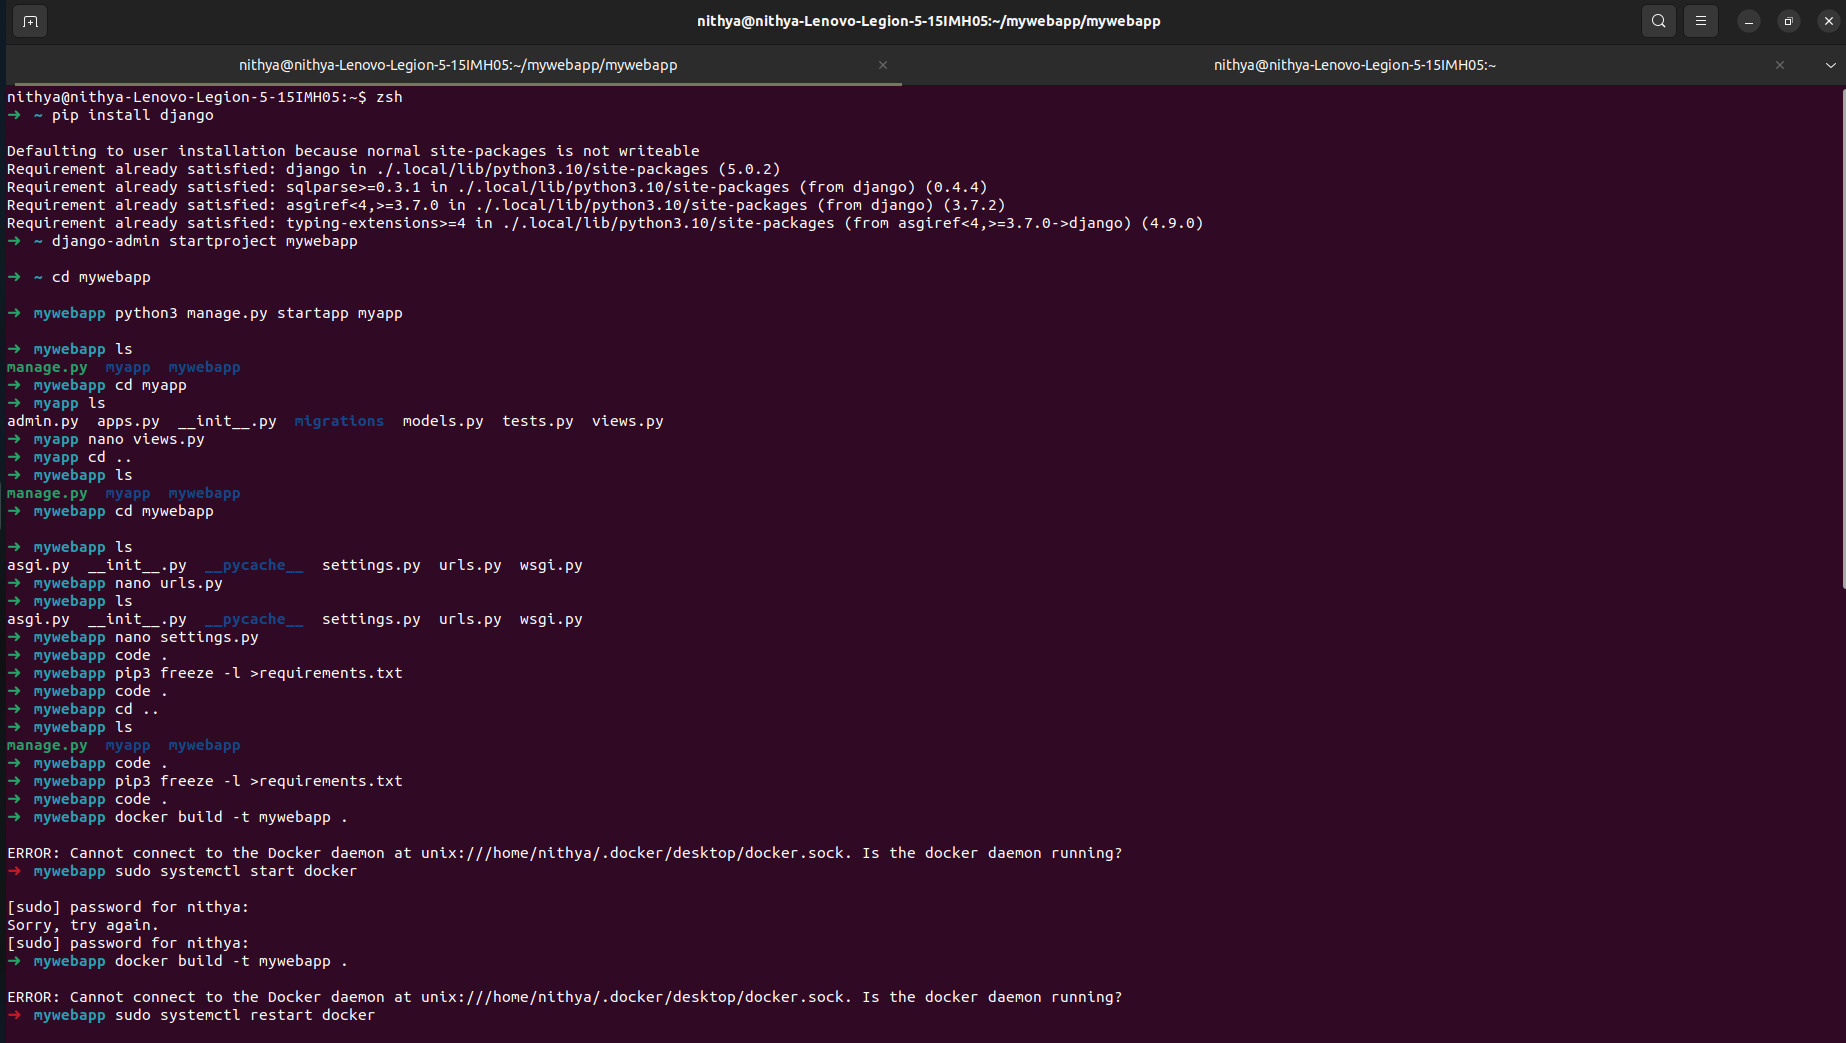 nithya@nithya-Lenovo-Legion-5-15IMH05:~/mywebapp/mywebapp
nithya@nithya-Lenovo-Legion-5-15IMH05:~/mywebapp/mywebapp
nithya@nithya-Lenovo-Legion-5-15IMH05:~
nithya@nithya-Lenovo-Legion-5-15IMH05:~$ zsh
➜ ~ pip install django
Defaulting to user installation because normal site-packages is not writeable
Requirement already satisfied: django in ./.local/lib/python3.10/site-packages (5.0.2)
Requirement already satisfied: sqlparse>=0.3.1 in ./.local/lib/python3.10/site-packages (from django) (0.4.4)
Requirement already satisfied: asgiref<4,>=3.7.0 in ./.local/lib/python3.10/site-packages (from django) (3.7.2)
Requirement already satisfied: typing-extensions>=4 in ./.local/lib/python3.10/site-packages (from asgiref<4,>=3.7.0->django) (4.9.0)
➜ ~ django-admin startproject mywebapp
➜ ~ cd mywebapp
➜ mywebapp python3 manage.py startapp myapp
➜ mywebapp ls
manage.py myapp mywebapp
➜ mywebapp cd myapp
➜ myapp ls
admin.py apps.py __init__.py migrations models.py tests.py views.py
➜ myapp nano views.py
➜ myapp cd ..
➜ mywebapp ls
manage.py myapp mywebapp
➜ mywebapp cd mywebapp
➜ mywebapp ls
asgi.py __init__.py __pycache__ settings.py urls.py wsgi.py
➜ mywebapp nano urls.py
➜ mywebapp ls
asgi.py __init__.py __pycache__ settings.py urls.py wsgi.py
➜ mywebapp nano settings.py
➜ mywebapp code .
➜ mywebapp pip3 freeze -l >requirements.txt
➜ mywebapp code .
➜ mywebapp cd ..
➜ mywebapp ls
manage.py myapp mywebapp
➜ mywebapp code .
➜ mywebapp pip3 freeze -l >requirements.txt
➜ mywebapp code .
➜ mywebapp docker build -t mywebapp .
ERROR: Cannot connect to the Docker daemon at unix:///home/nithya/.docker/desktop/docker.sock. Is the docker daemon running?
➜ mywebapp sudo systemctl start docker
[sudo] password for nithya:
Sorry, try again.
[sudo] password for nithya:
➜ mywebapp docker build -t mywebapp .
ERROR: Cannot connect to the Docker daemon at unix:///home/nithya/.docker/desktop/docker.sock. Is the docker daemon running?
➜ mywebapp sudo systemctl restart docker